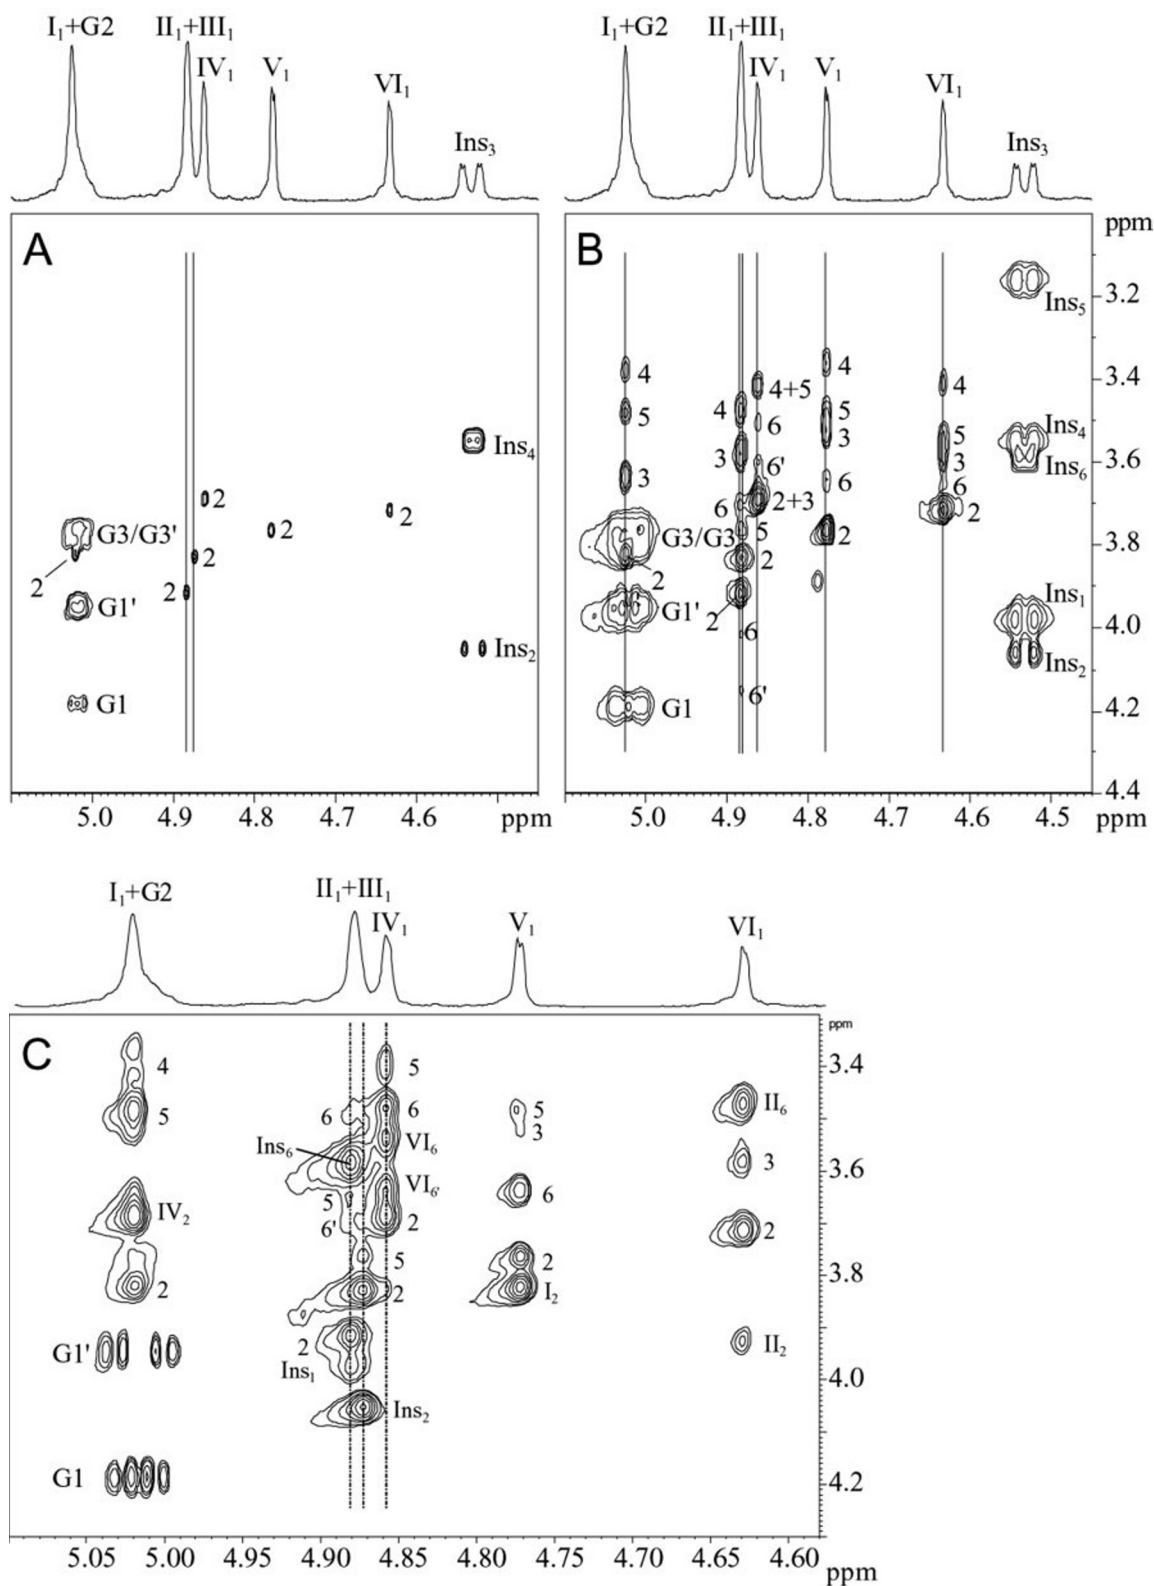 I₁+G2 II₁+III₁ IV₁ V₁ VI₁ Ins₃
I₁+G2 II₁+III₁ IV₁ V₁ VI₁ Ins₃
A
Ins₄
2
2
2
G3/G3'
2
2
2
G1'
Ins₂
G1
5.0 4.9 4.8 4.7 4.6 ppm
B
ppm
3.2
Ins₅
4
4
3.4
4
4+5
5
4
5
6
5
Ins₄
3
3
3
3.6
Ins₆
6'
6
6
6
2+3
2
G3/G3'
5
2
3.8
2
2
2
Ins₁
G1'
6
4.0
Ins₂
6'
G1
4.2
4.4
5.0 4.9 4.8 4.7 4.6 4.5 ppm
I₁+G2 II₁+III₁ IV₁ V₁ VI₁
C
ppm
4
5
3.4
5
6
6
5
II₆
3
Ins₆
VI₆
3
3.6
5
VI₆'
6
IV₂
6'
2
2
5
2
3.8
2
2
I₂
G1'
2
II₂
Ins₁
4.0
Ins₂
G1
4.2
5.05 5.00 4.95 4.90 4.85 4.80 4.75 4.70 4.65 4.60
ppm